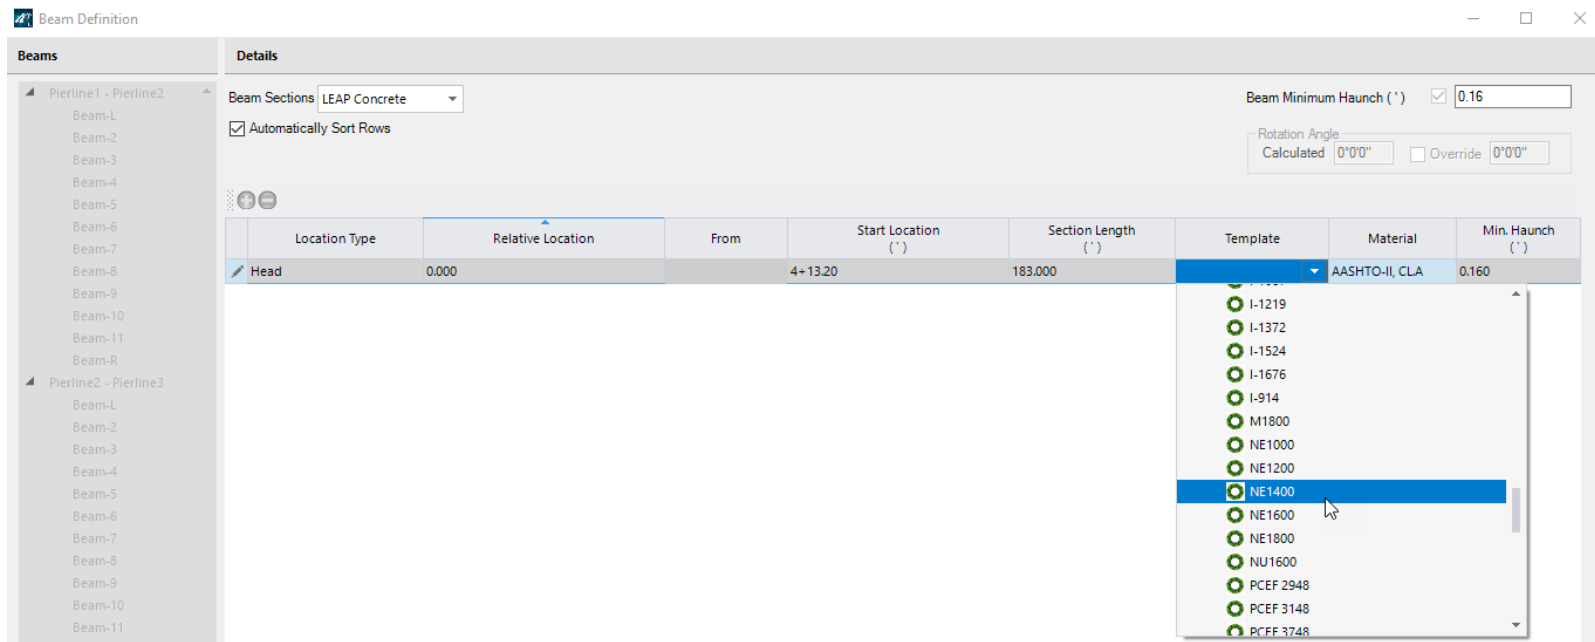 Beam Definition
Beams
Details
Pierline1 - Pierline2
Beam-L
Beam-2
Beam-3
Beam-4
Beam-5
Beam-6
Beam-7
Beam-8
Beam-9
Beam-10
Beam-11
Beam-R
Pierline2 - Pierline3
Beam-L
Beam-2
Beam-3
Beam-4
Beam-5
Beam-6
Beam-7
Beam-8
Beam-9
Beam-10
Beam-11
Beam Sections LEAP Concrete
Automatically Sort Rows
Beam Minimum Haunch ( ' ) 0.16
Rotation Angle
Calculated 0°0'0" Override 0°0'0"
Location Type Relative Location From Start Location ( ' ) Section Length ( ' ) Template Material Min. Haunch ( ' )
Head 0.000 4+13.20 183.000 AASHTO-II, CL.A 0.160
I-1219
I-1372
I-1524
I-1676
I-914
M1800
NE1000
NE1200
NE1400
NE1600
NE1800
NU1600
PCEF 2948
PCEF 3148
PCEF 3748